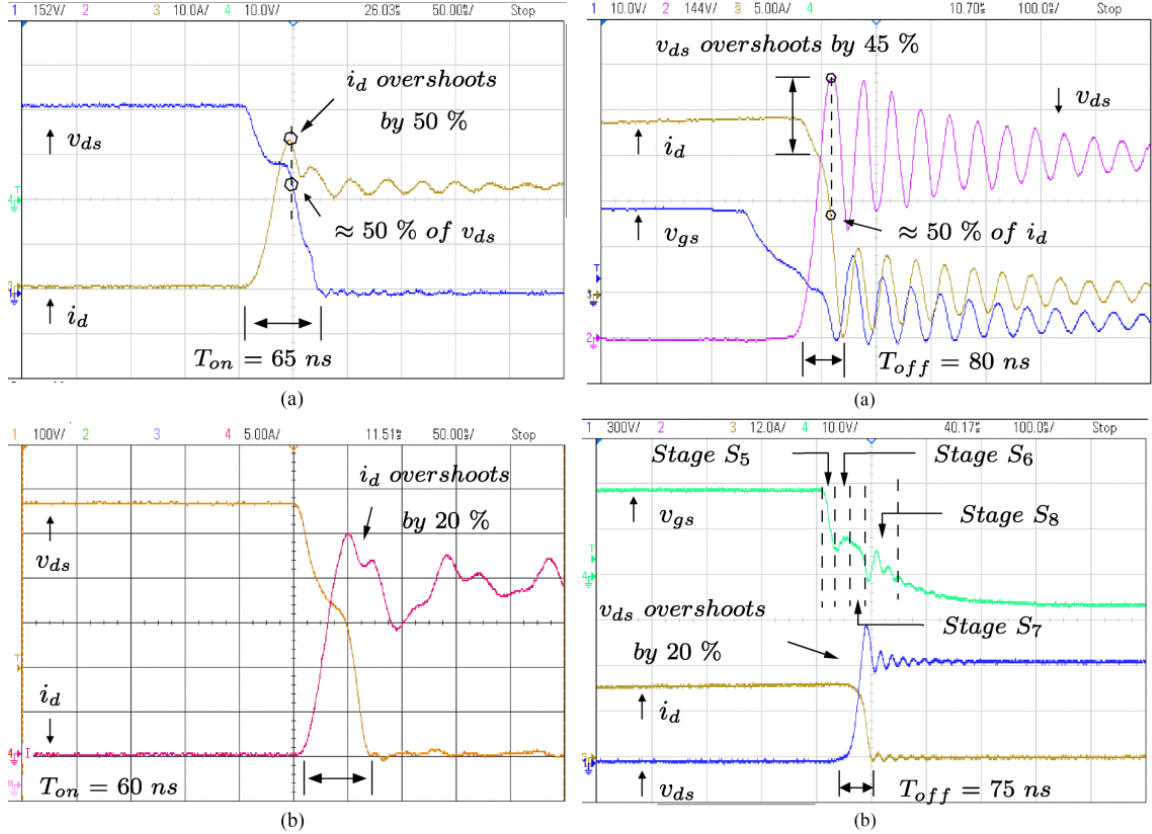 1 152V/ 2 3 10.0A/ 4 10.0V/ 26.03% 50.00% Stop
i_d overshoots
by 50 %
v_ds
≈ 50 % of v_ds
i_d
T_on = 65 ns
(a)
1 10.0V/ 2 144V/ 3 5.00A/ 4 10.70% 100.0% Stop
v_ds overshoots by 45 %
v_ds
i_d
v_gs
≈ 50 % of i_d
T_off = 80 ns
(a)
1 100V/ 2 3 4 5.00A/ 11.51% 50.00% Stop
i_d overshoots
by 20 %
v_ds
i_d
T_on = 60 ns
(b)
1 300V/ 2 3 12.0A/ 4 10.0V/ 40.17% 100.0% Stop
Stage S_5
Stage S_6
v_gs
Stage S_8
v_ds overshoots
Stage S_7
by 20 %
i_d
v_ds
T_off = 75 ns
(b)